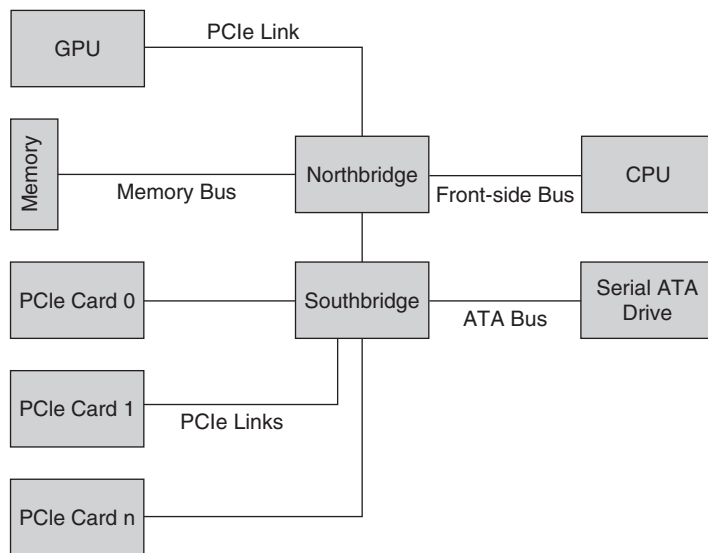 PCIe Link
GPU
Memory
Northbridge
CPU
Memory Bus
Front-side Bus
PCIe Card 0
Southbridge
Serial ATA
Drive
ATA Bus
PCIe Card 1
PCIe Links
PCIe Card n